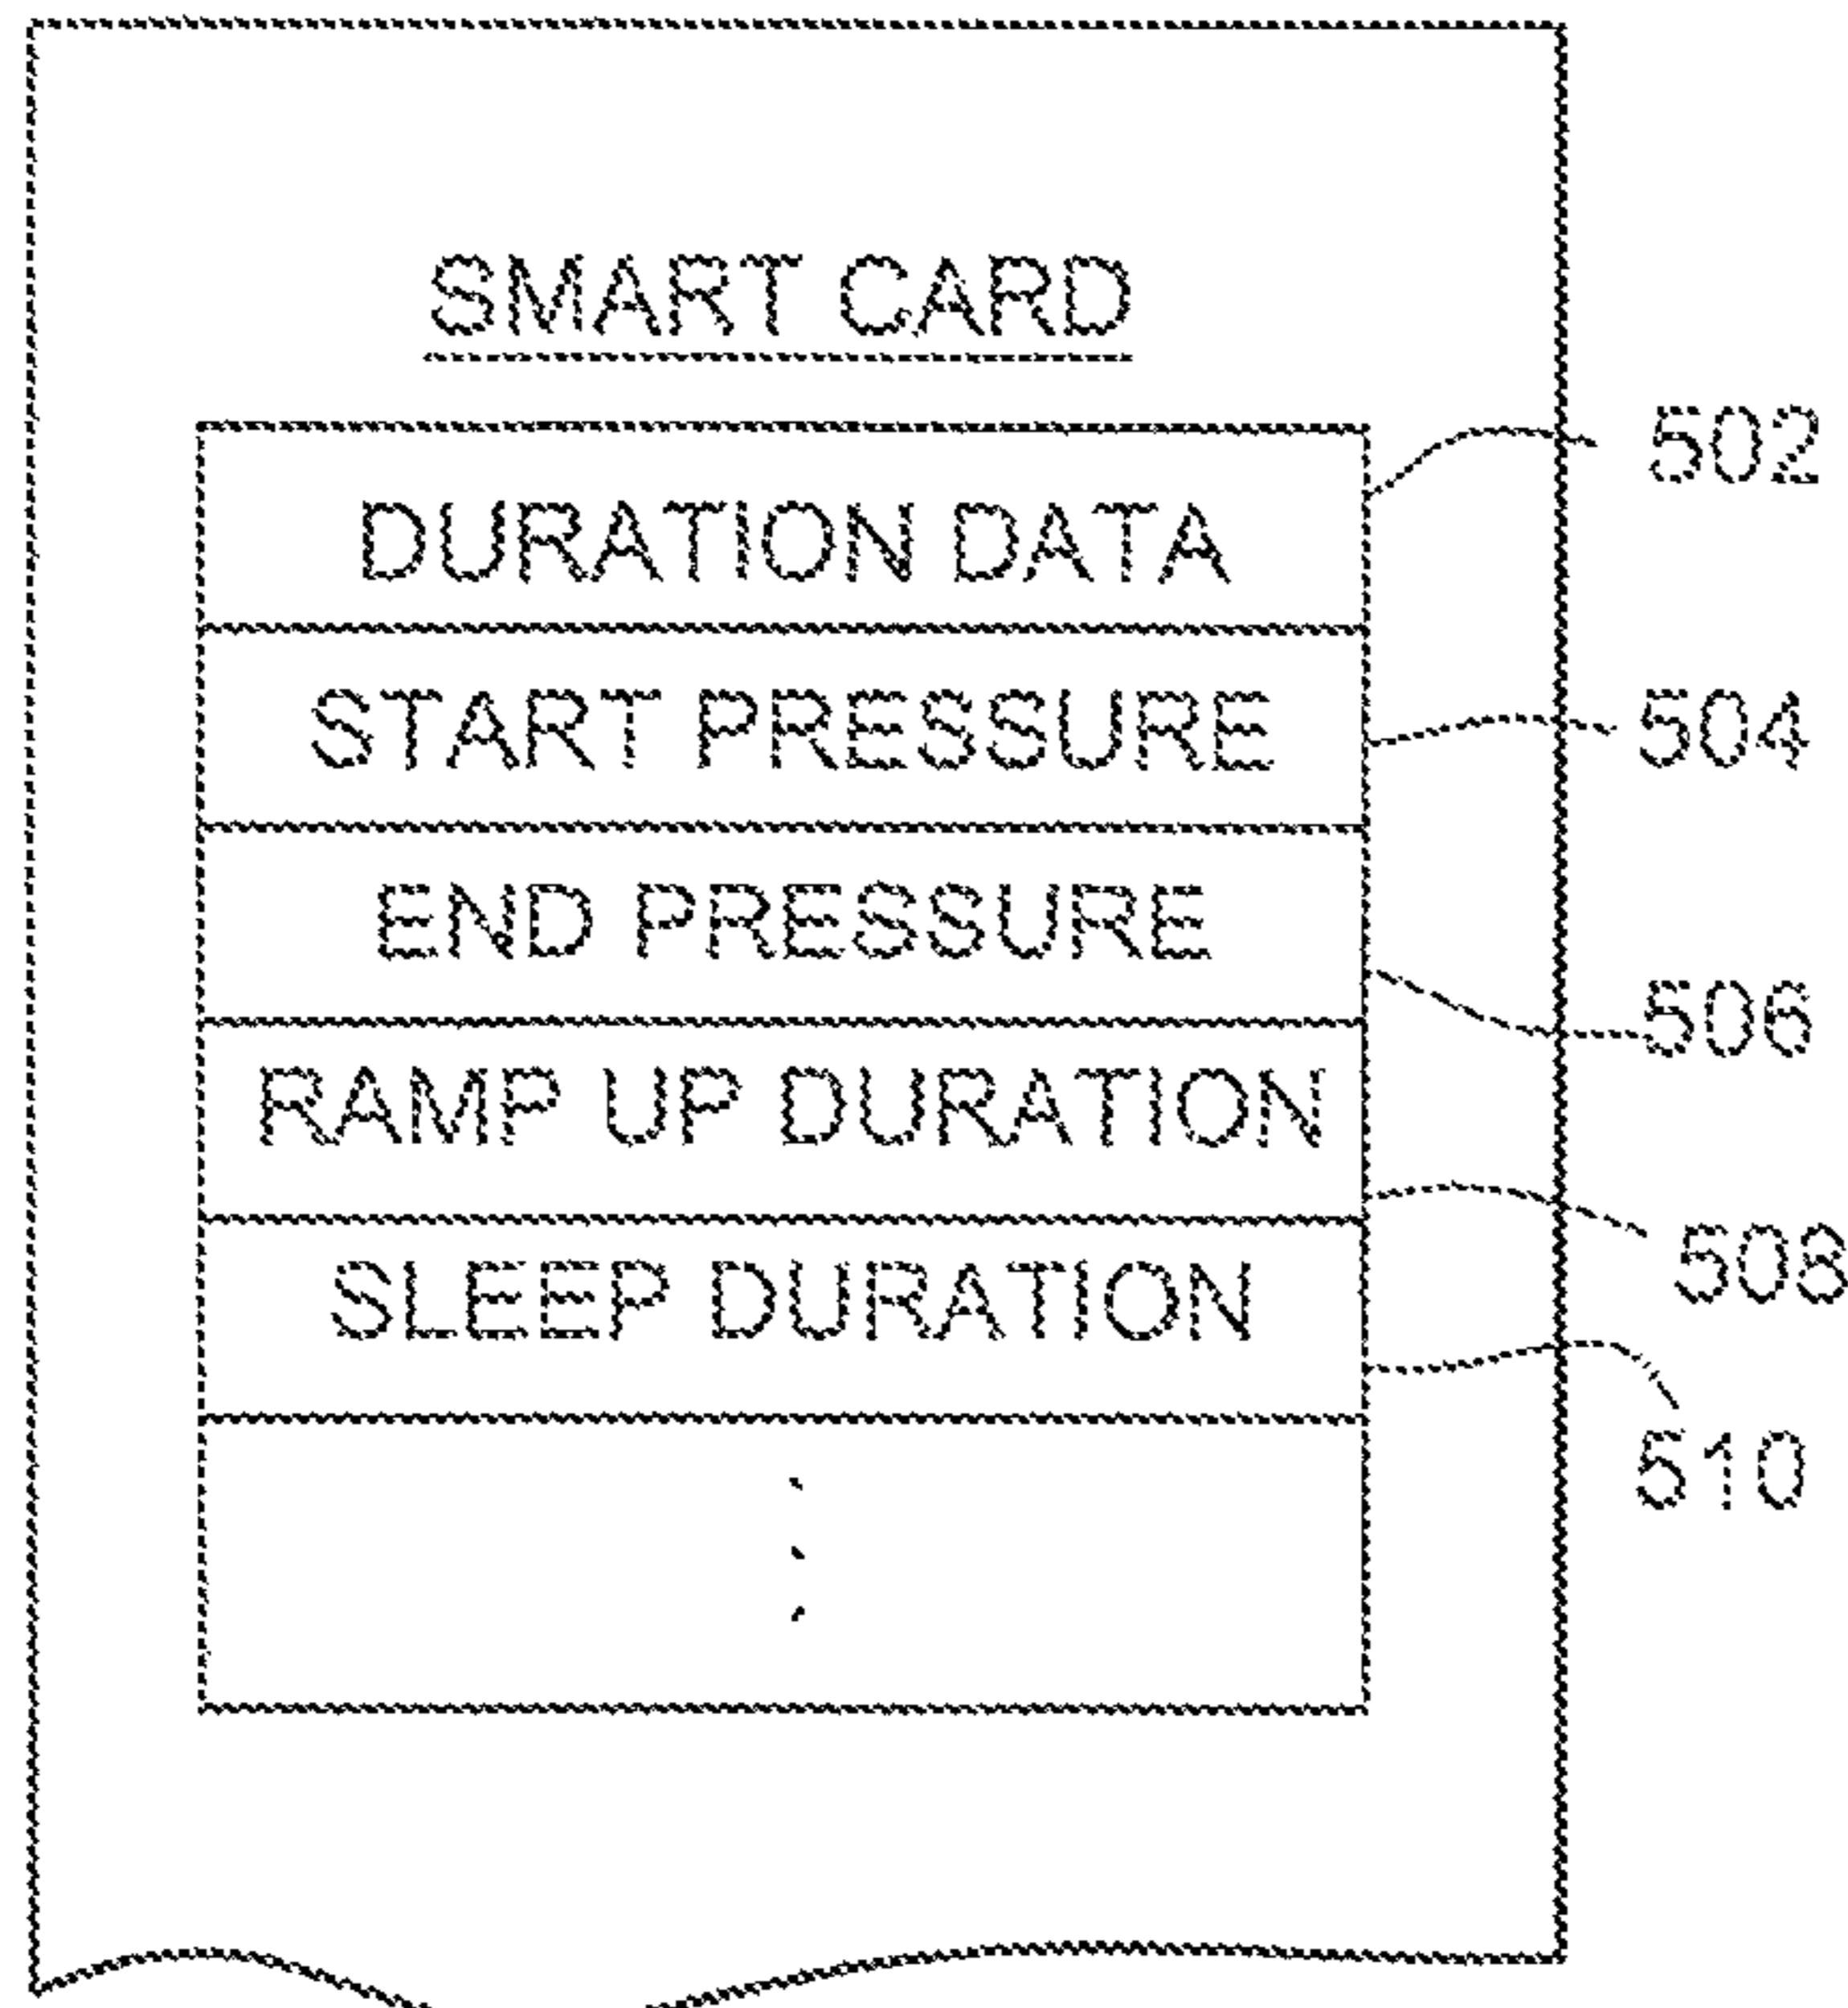 SMART CARD
DURATION DATA
502
START PRESSURE
504
END PRESSURE
506
RAMP UP DURATION
508
SLEEP DURATION
510